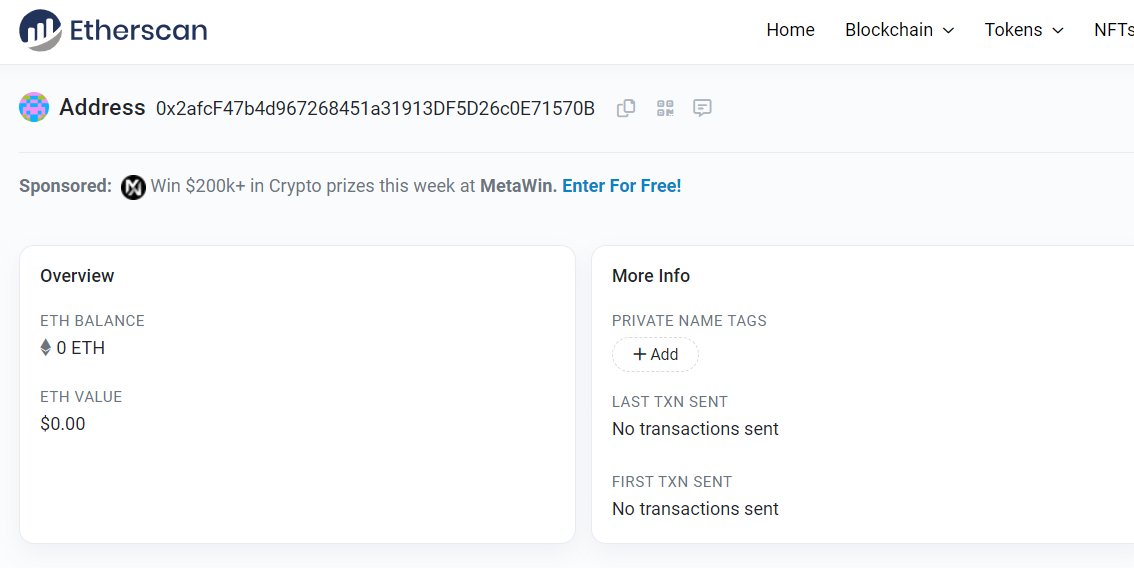 Etherscan
Home Blockchain Tokens NFTs
Address 0x2afcF47b4d967268451a31913DF5D26c0E71570B
Sponsored: Win $200k+ in Crypto prizes this week at MetaWin. Enter For Free!
Overview
ETH BALANCE
0 ETH
ETH VALUE
$0.00
More Info
PRIVATE NAME TAGS
+ Add
LAST TXN SENT
No transactions sent
FIRST TXN SENT
No transactions sent